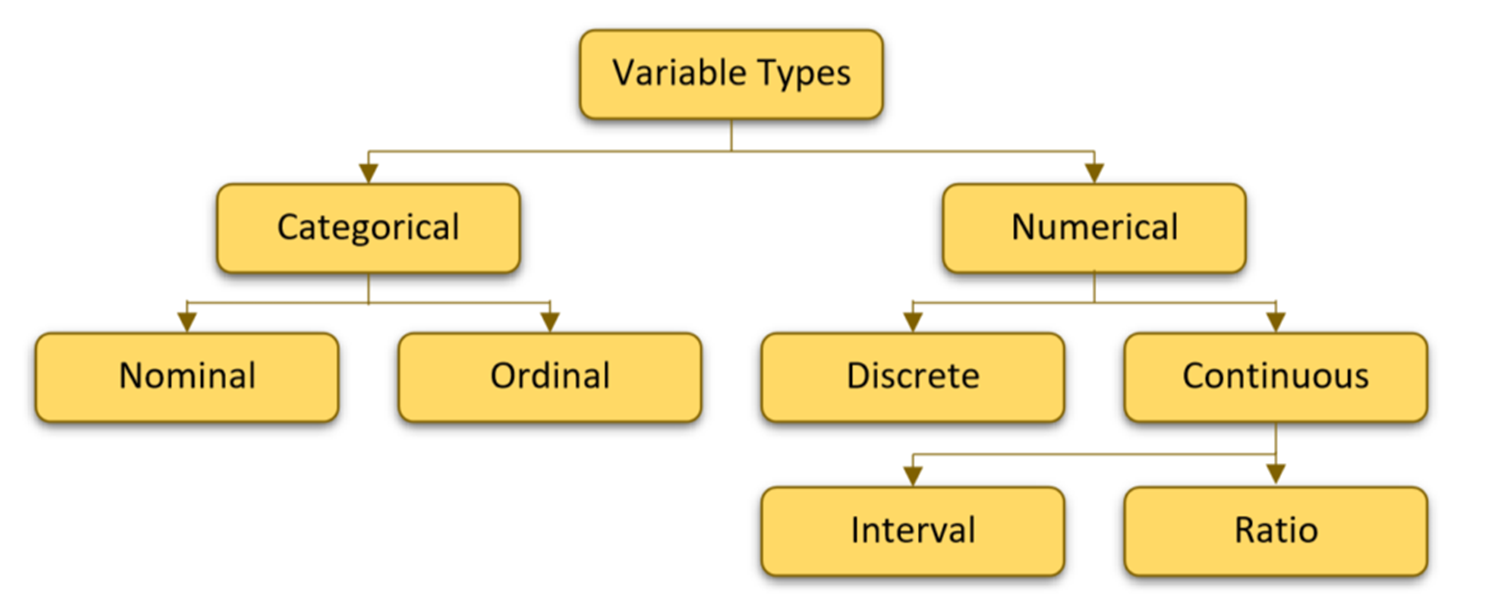 Variable Types
Categorical
Numerical
Nominal
Ordinal
Discrete
Continuous
Interval
Ratio